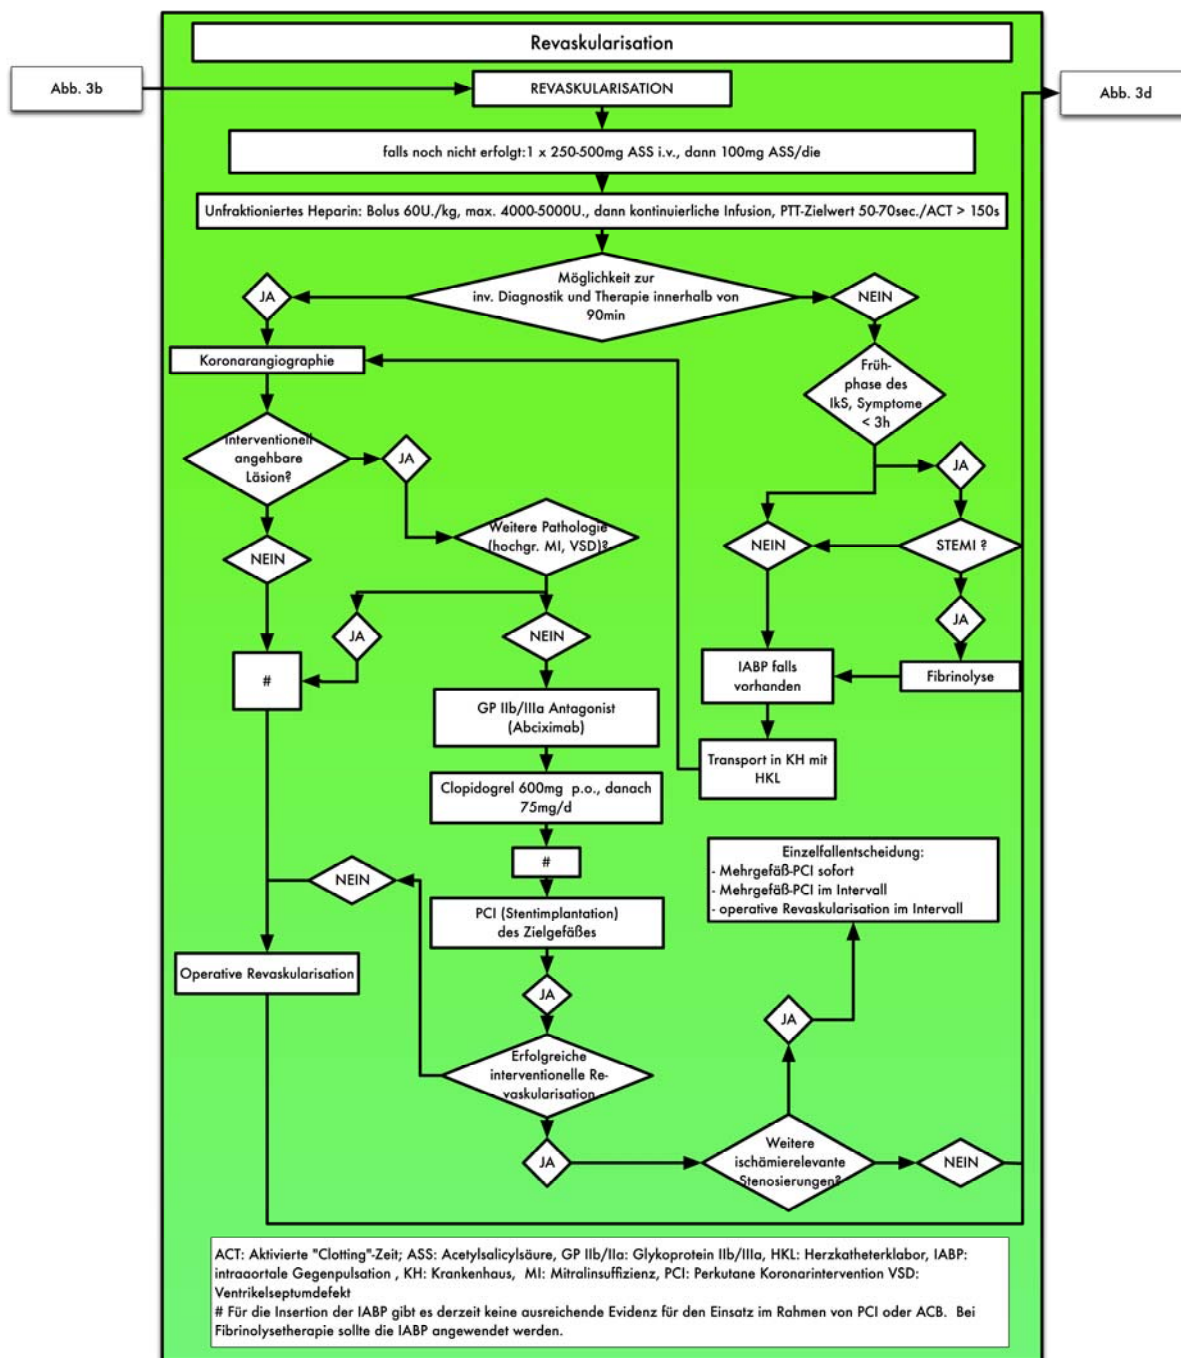 Revaskularisation
Abb. 3b
REVASKULARISATION
Abb. 3d
falls noch nicht erfolgt:1 x 250-500mg ASS i.v., dann 100mg ASS/die
Unfraktioniertes Heparin: Bolus 60U./kg, max. 4000-5000U., dann kontinuierliche Infusion, PTT-Zielwert 50-70sec./ACT > 150s
Möglichkeit zur
inv. Diagnostik und Therapie innerhalb von
90min
JA
NEIN
Koronarangiographie
Früh-
phase des
IkS, Symptome
< 3h
Interventionell
angehbare
Läsion?
JA
JA
Weitere Pathologie
(hochgr. MI, VSD)?
NEIN
NEIN
STEMI ?
JA
NEIN
JA
#
IABP falls
vorhanden
Fibrinolyse
GP IIb/IIIa Antagonist
(Abciximab)
Transport in KH mit
HKL
Clopidogrel 600mg p.o., danach
75mg/d
#
Einzelfallentscheidung:
- Mehrgefäß-PCI sofort
- Mehrgefäß-PCI im Intervall
- operative Revaskularisation im Intervall
NEIN
PCI (Stentimplantation)
des Zielgefäßes
Operative Revaskularisation
JA
JA
Erfolgreiche
interventionelle Re-
vaskularisation
JA
Weitere
ischämierelevante
Stenosierungen?
NEIN
ACT: Aktivierte "Clotting"-Zeit; ASS: Acetylsalicylsäure, GP IIb/IIa: Glykoprotein IIb/IIIa, HKL: Herzkatheterklabor, IABP:
intraaortale Gegenpulsation , KH: Krankenhaus, MI: Mitralinsuffizienz, PCI: Perkutane Koronarintervention VSD:
Ventrikelseptumdefekt
# Für die Insertion der IABP gibt es derzeit keine ausreichende Evidenz für den Einsatz im Rahmen von PCI oder ACB. Bei
Fibrinolysetherapie sollte die IABP angewendet werden.